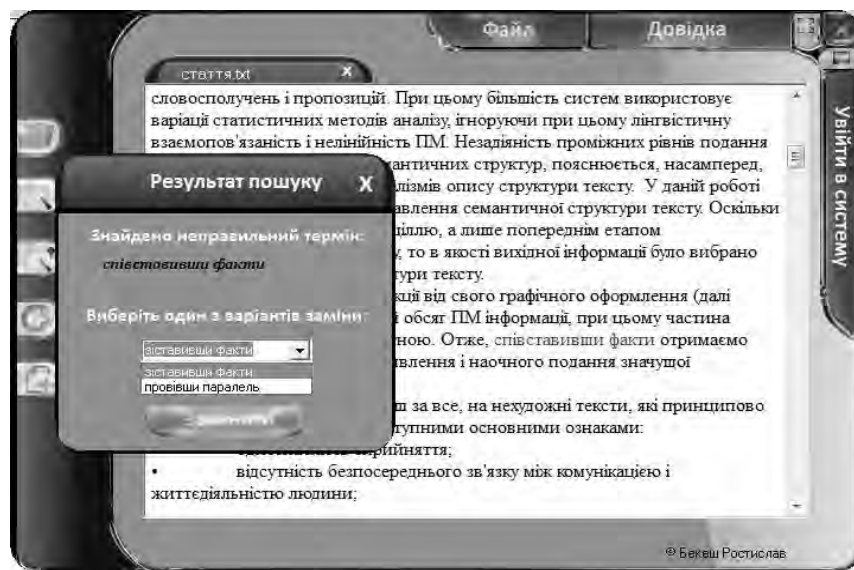 Файл
Довідка
стаття.txt
x
словосполучень і пропозицій. При цьому більшість систем використовує
варіації статистичних методів аналізу, ігноруючи при цьому лінгвістичну
взаємопов'язаність і нелінійність ПМ. Незадіяність проміжних рівнів подання
мантичних структур, пояснюється, насамперед,
лізмів опису структури тексту. У даній роботі
авлення семантичної структури тексту. Оскільки
ціллю, а лише попереднім етапом
, то в якості вихідної інформації було вибрано
тури тексту.
кції від свого графічного оформлення (далі
й обсяг ПМ інформації, при цьому частина
ною. Отже, співставивши факти отримаємо
влення і наочного подання значущої
ш за все, на нехудожні тексти, які принципово
тупними основними ознаками:
прийняття;
• відсутність безпосереднього зв'язку між комунікацією і
життєдіяльністю людини;
Результат пошуку X
Знайдено неправильний термін:
співставивши факти
Виберіть один з варіантів заміни:
зіставивши факти
зіставивши факти
провівши паралель
Увійти в систему
© Бекеш Ростислав